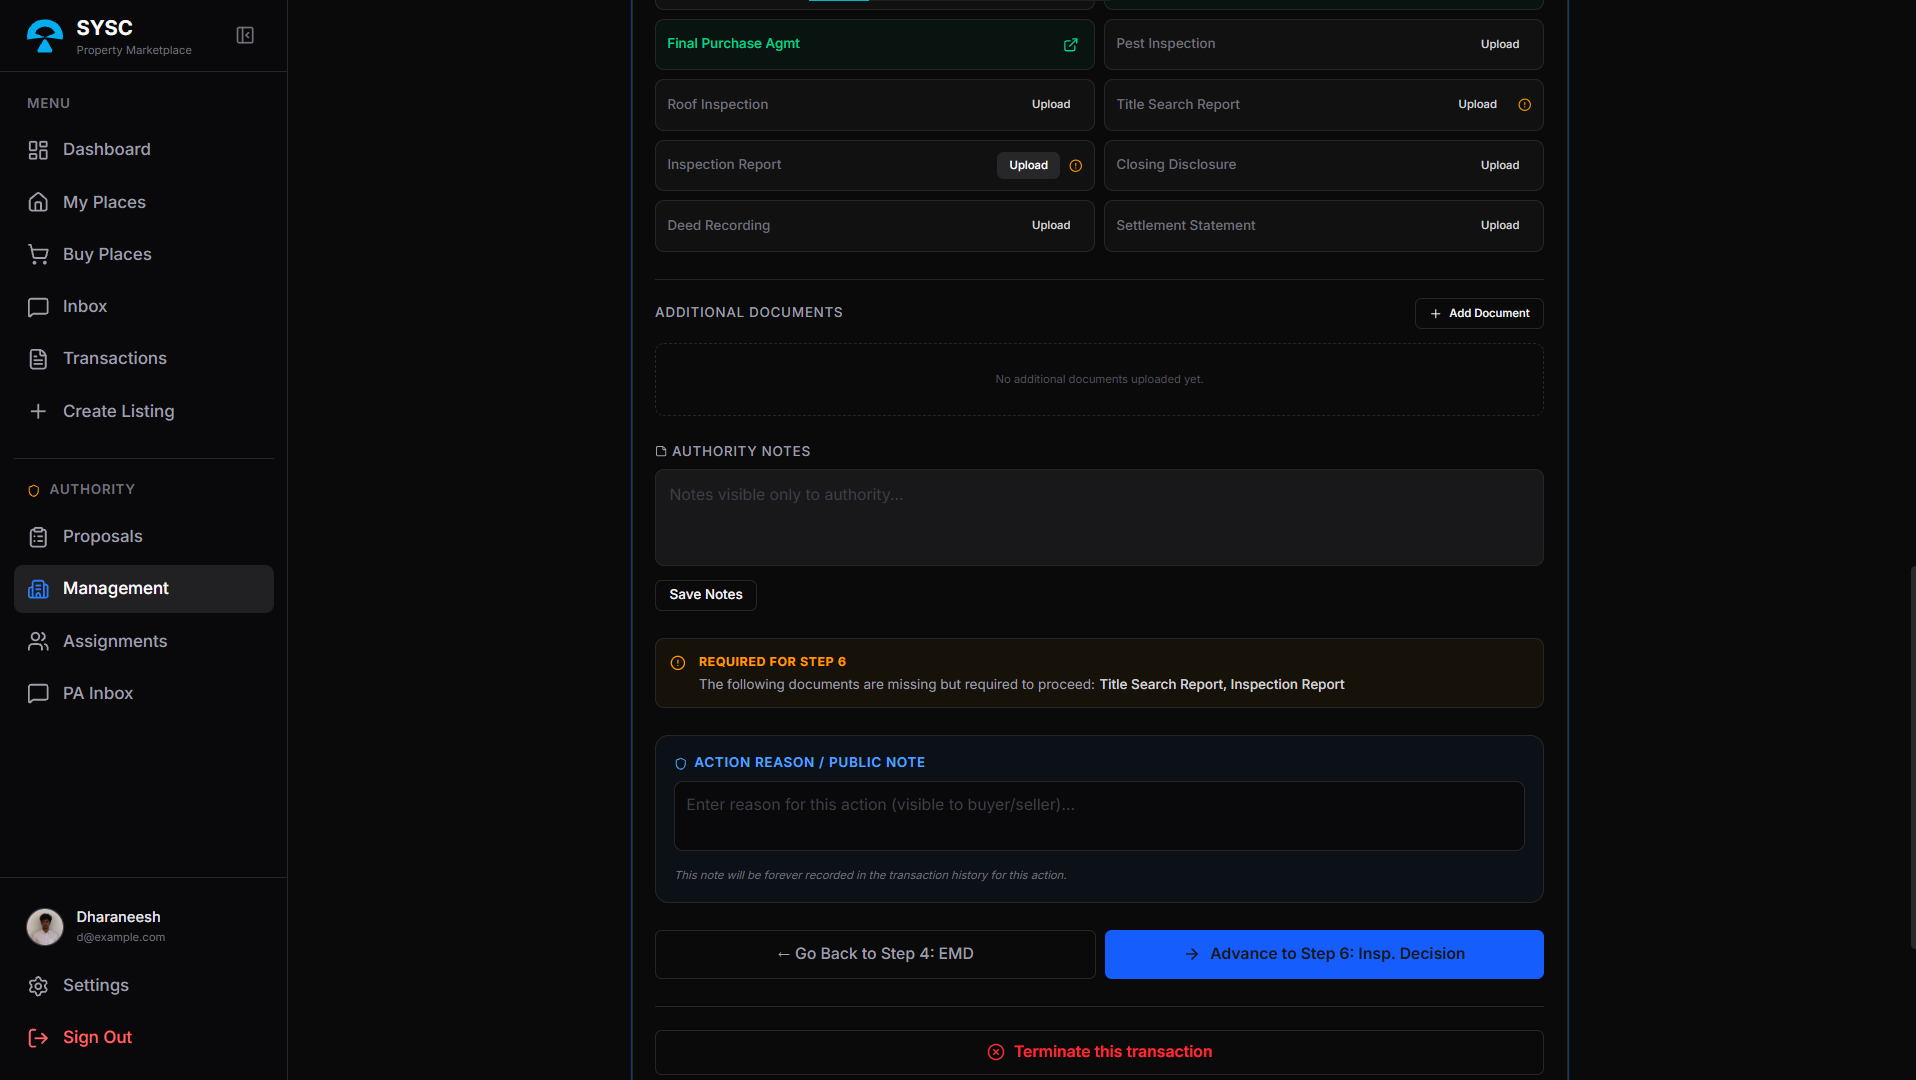 SYSC
Property Marketplace
MENU
Dashboard
My Places
Buy Places
Inbox
Transactions
Create Listing
AUTHORITY
Proposals
Management
Assignments
PA Inbox
Dharaneesh
d@example.com
Settings
Sign Out
Final Purchase Agmt
Pest Inspection Upload
Roof Inspection Upload
Title Search Report Upload
Inspection Report Upload
Closing Disclosure Upload
Deed Recording Upload
Settlement Statement Upload
ADDITIONAL DOCUMENTS
+ Add Document
No additional documents uploaded yet.
AUTHORITY NOTES
Notes visible only to authority...
Save Notes
REQUIRED FOR STEP 6
The following documents are missing but required to proceed: Title Search Report, Inspection Report
ACTION REASON / PUBLIC NOTE
Enter reason for this action (visible to buyer/seller)...
This note will be forever recorded in the transaction history for this action.
← Go Back to Step 4: EMD
→ Advance to Step 6: Insp. Decision
Terminate this transaction